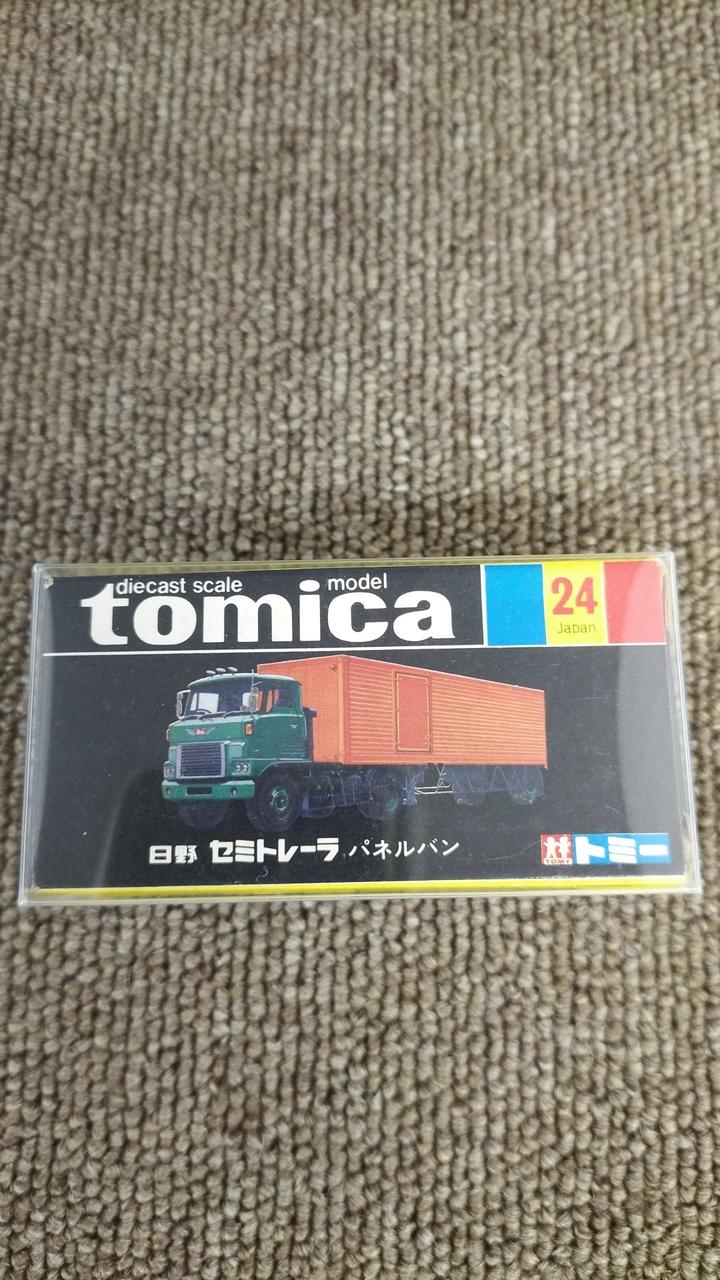 diecast scale model
tomica
24
Japan
日野 セミトレーラ パネルバン
TOMY
トミー